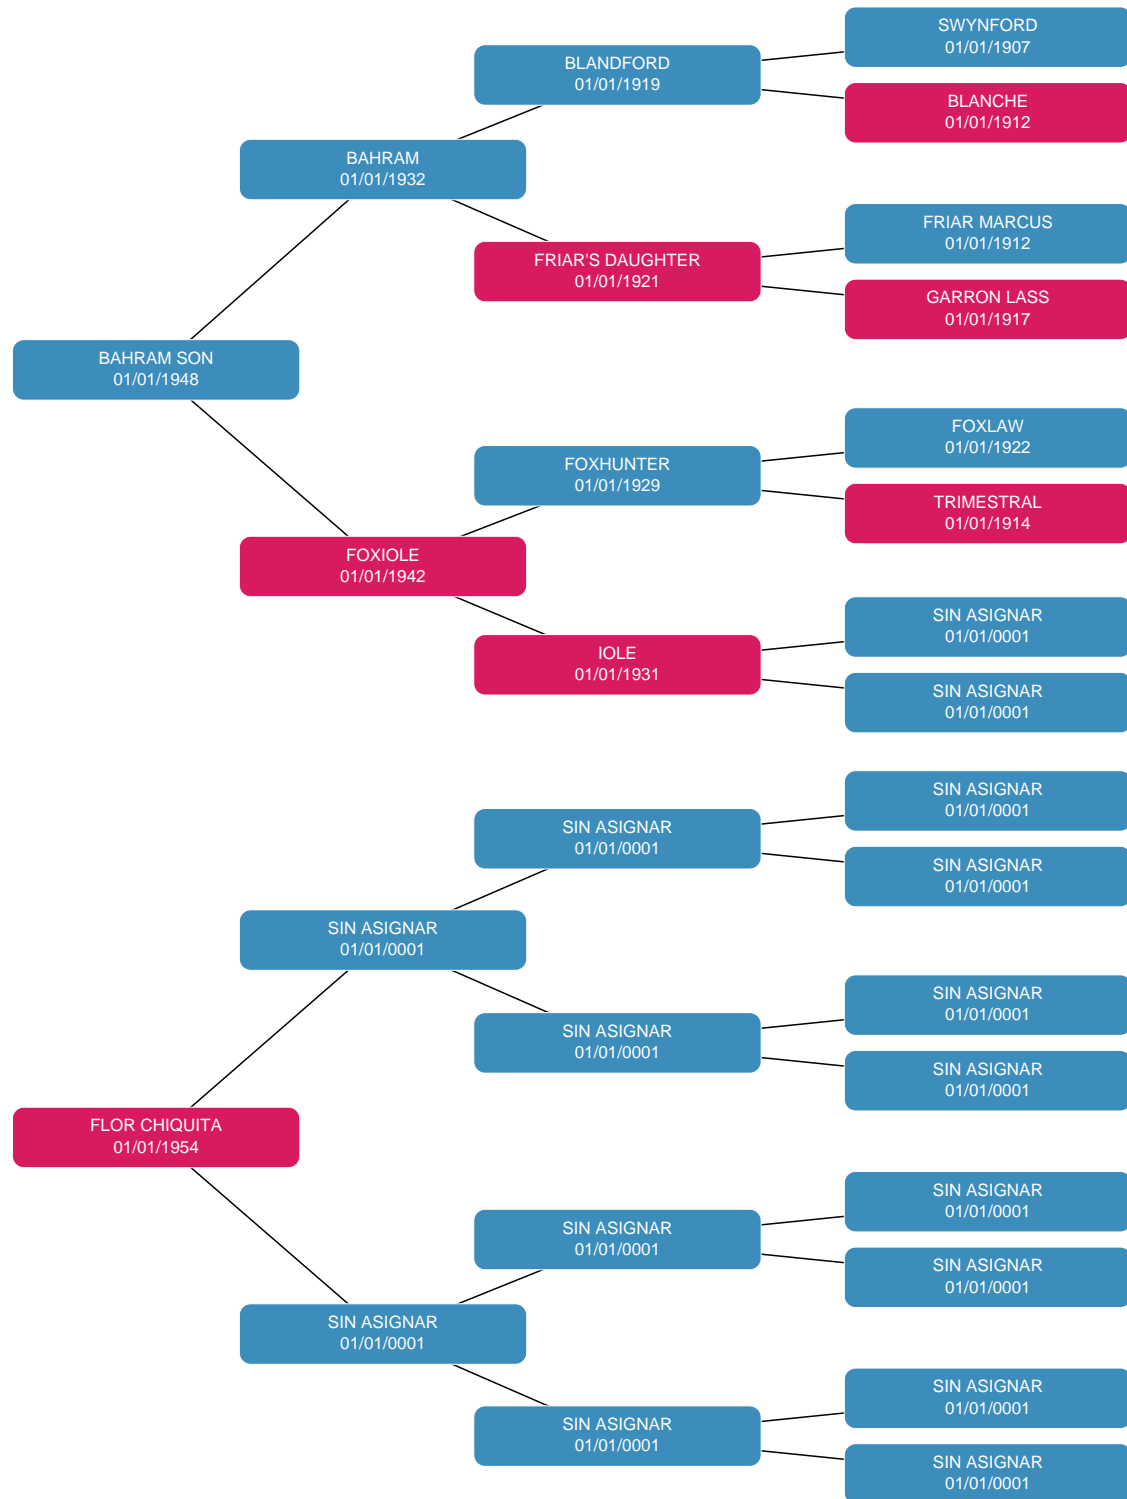 SWYNFORD
01/01/1907
BLANDFORD
01/01/1919
BLANCHE
01/01/1912
BAHRAM
01/01/1932
FRIAR MARCUS
01/01/1912
FRIAR'S DAUGHTER
01/01/1921
GARRON LASS
01/01/1917
BAHRAM SON
01/01/1948
FOXLAW
01/01/1922
FOXHUNTER
01/01/1929
TRIMESTRAL
01/01/1914
FOXIOLE
01/01/1942
SIN ASIGNAR
01/01/0001
IOLE
01/01/1931
SIN ASIGNAR
01/01/0001
SIN ASIGNAR
01/01/0001
SIN ASIGNAR
01/01/0001
SIN ASIGNAR
01/01/0001
SIN ASIGNAR
01/01/0001
SIN ASIGNAR
01/01/0001
SIN ASIGNAR
01/01/0001
SIN ASIGNAR
01/01/0001
FLOR CHIQUITA
01/01/1954
SIN ASIGNAR
01/01/0001
SIN ASIGNAR
01/01/0001
SIN ASIGNAR
01/01/0001
SIN ASIGNAR
01/01/0001
SIN ASIGNAR
01/01/0001
SIN ASIGNAR
01/01/0001
SIN ASIGNAR
01/01/0001